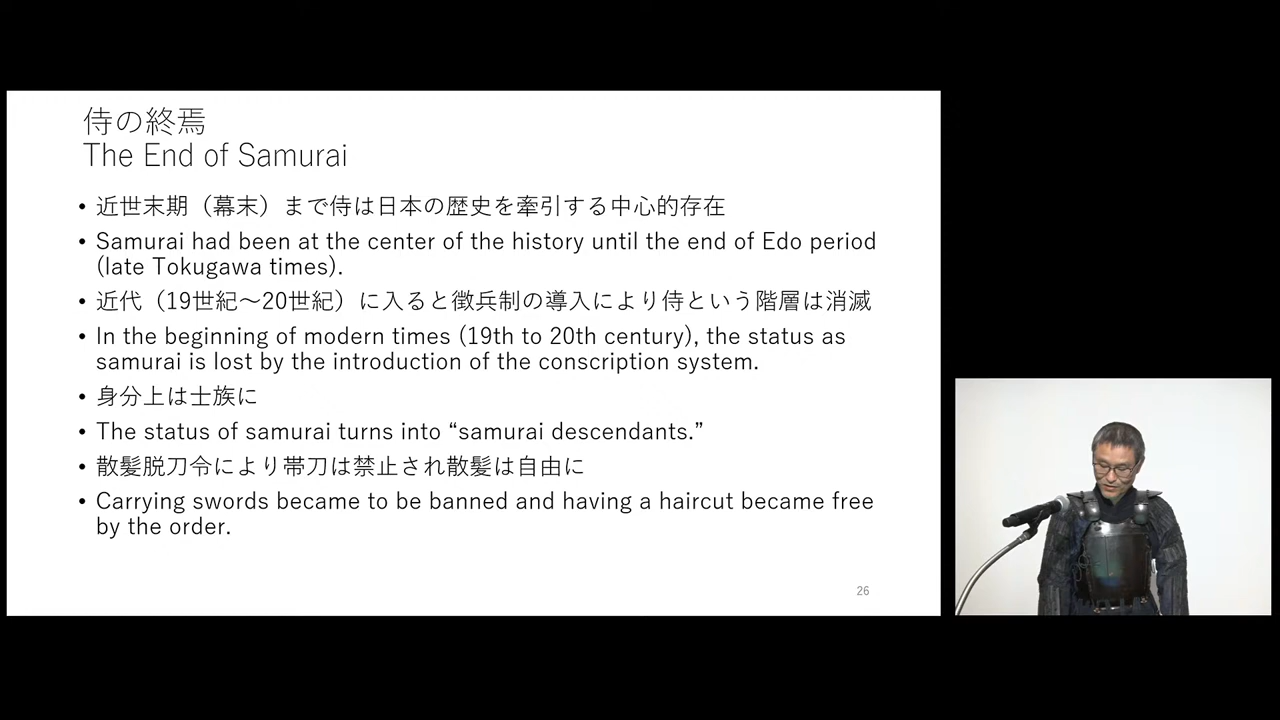 侍の終焉
The End of Samurai
• 近世末期（幕末）まで侍は日本の歴史を牽引する中心的存在
• Samurai had been at the center of the history until the end of Edo period
(late Tokugawa times).
• 近代（19世紀～20世紀）に入ると徴兵制の導入により侍という階層は消滅
• In the beginning of modern times (19th to 20th century), the status as
samurai is lost by the introduction of the conscription system.
• 身分上は士族に
• The status of samurai turns into “samurai descendants.”
• 散髪脱刀令により帯刀は禁止され散髪は自由に
• Carrying swords became to be banned and having a haircut became free
by the order.
26